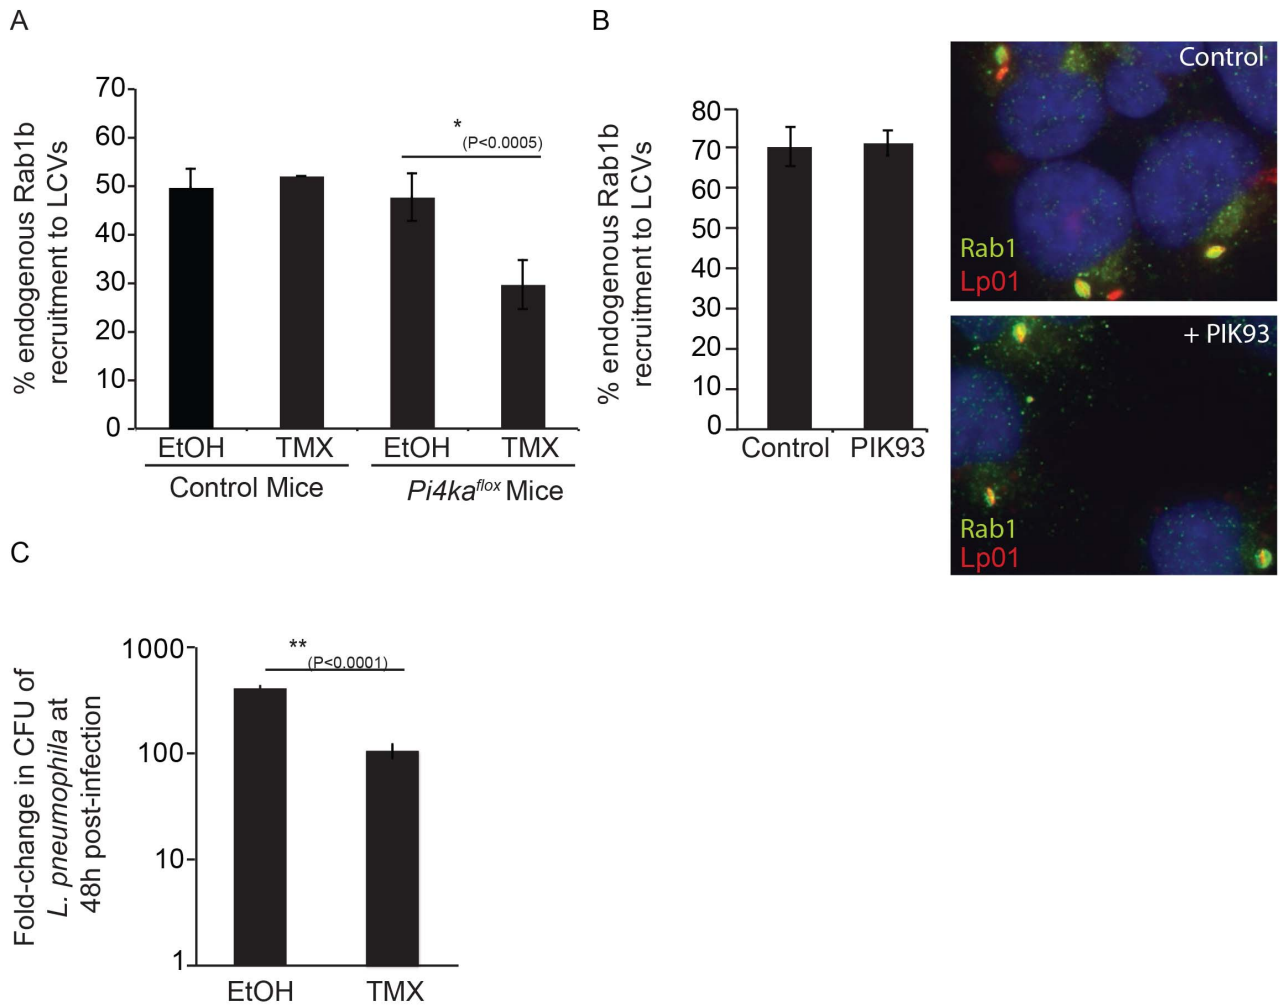 A
% endogenous Rab1b
recruitment to LCVs
70
60
50
40
30
20
10
0
*
(P<0.0005)
EtOH
TMX
EtOH
TMX
Control Mice
Pi4kaflox Mice
B
% endogenous Rab1b
recruitment to LCVs
80
70
60
50
40
30
20
10
0
Control
PIK93
Control
Rab1
Lp01
+ PIK93
Rab1
Lp01
C
Fold-change in CFU of
L. pneumophila at
48h post-infection
1000
100
10
1
**
(P<0.0001)
EtOH
TMX